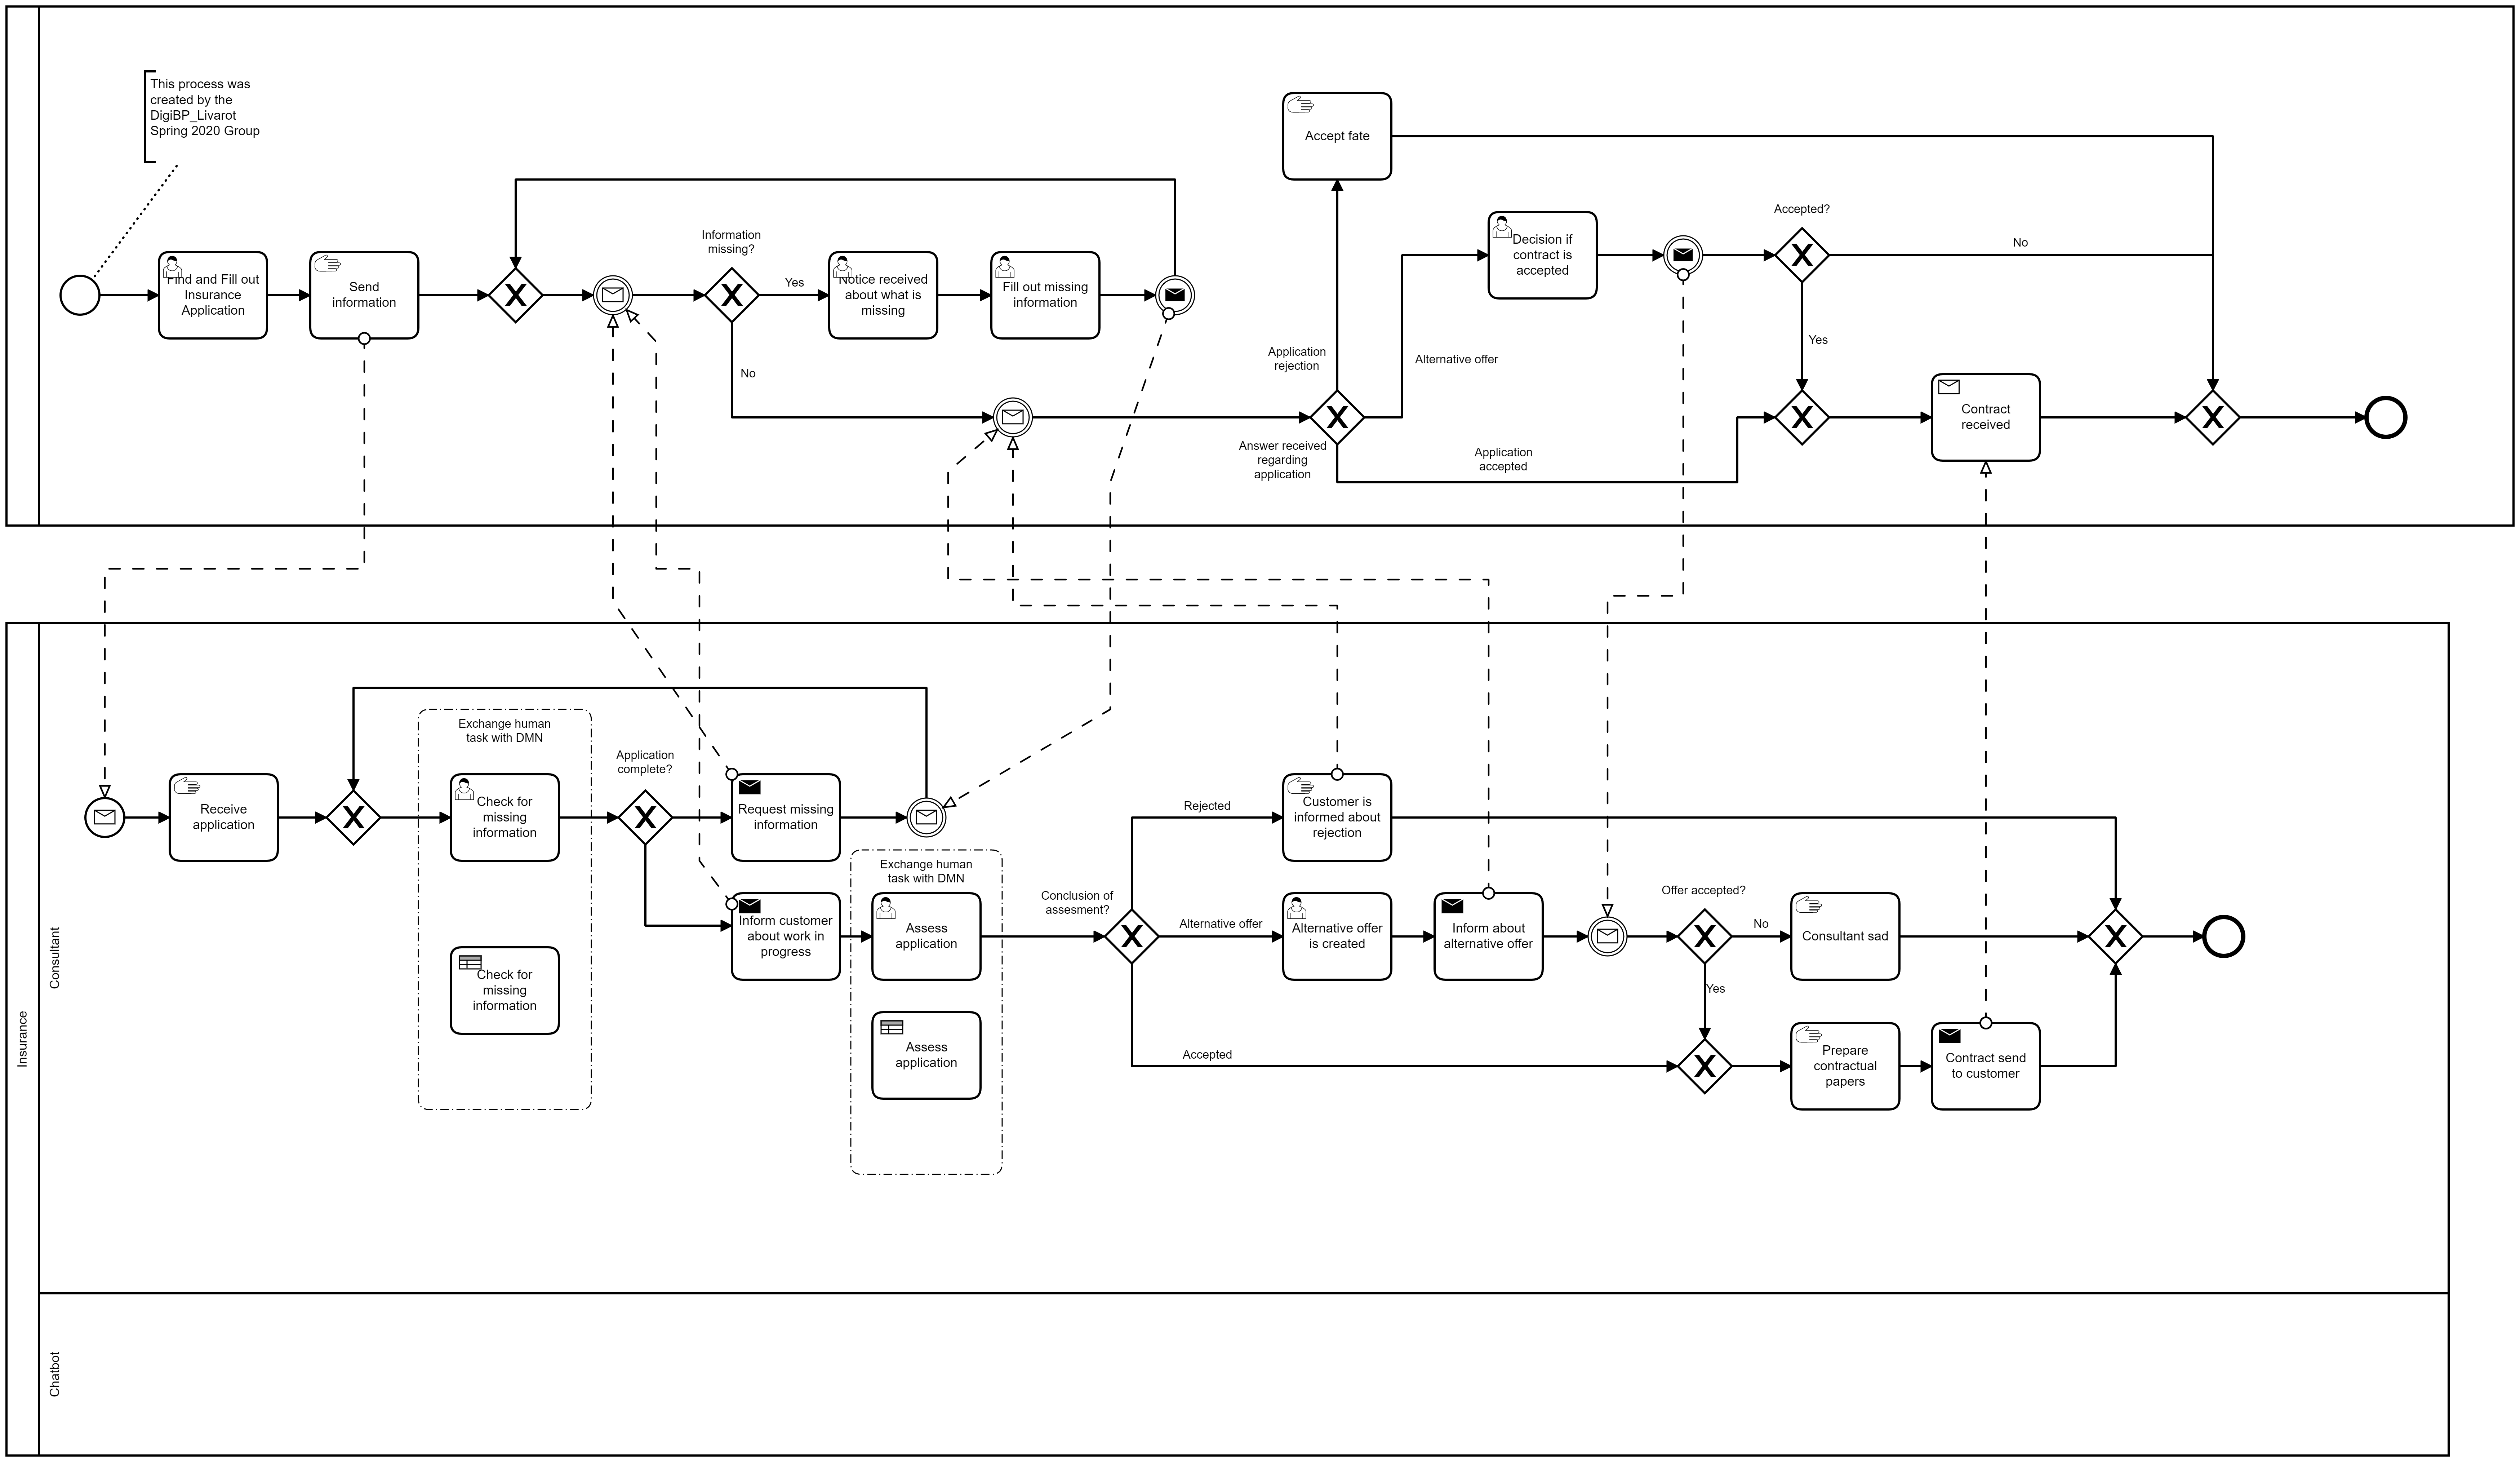 This process was
created by the
DigiBP_Livarot
Spring 2020 Group
Find and Fill out
Insurance
Application
Send
information
Information
missing?
Yes
No
Notice received
about what is
missing
Fill out missing
information
Accept fate
Application
rejection
Alternative offer
Answer received
regarding
application
Application
accepted
Decision if
contract is
accepted
Accepted?
No
Yes
Contract
received
Insurance
Consultant
Receive
application
Exchange human
task with DMN
Check for
missing
information
Check for
missing
information
Application
complete?
Request missing
information
Inform customer
about work in
progress
Exchange human
task with DMN
Assess
application
Assess
application
Conclusion of
assesment?
Rejected
Alternative offer
Accepted
Customer is
informed about
rejection
Alternative offer
is created
Inform about
alternative offer
Offer accepted?
No
Yes
Consultant sad
Prepare
contractual
papers
Contract send
to customer
Chatbot